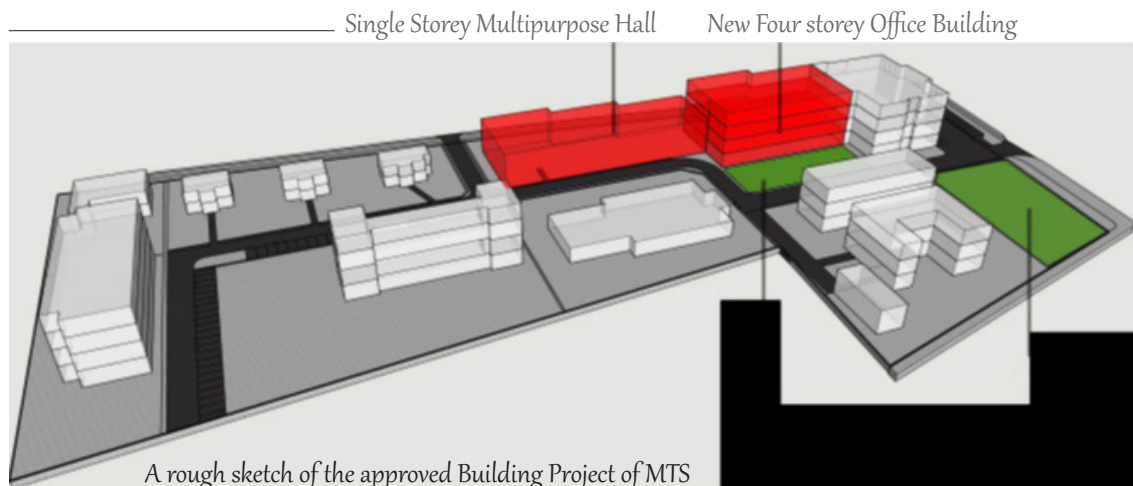 Single Storey Multipurpose Hall
New Four storey Office Building
A rough sketch of the approved Building Project of MTS